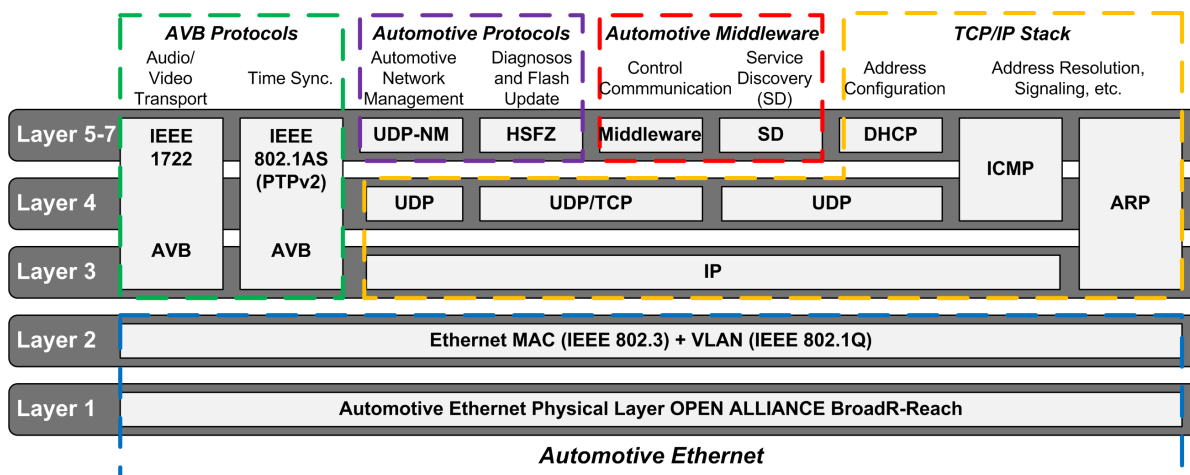 AVB Protocols
Automotive Protocols
Automotive Middleware
TCP/IP Stack
Audio/
Video
Transport
Time Sync.
Automotive
Network
Management
Diagnosos
and Flash
Update
Control
Commmunication
Service
Discovery
(SD)
Address
Configuration
Address Resolution,
Signaling, etc.
Layer 5-7
IEEE
1722
AVB
IEEE
802.1AS
(PTPv2)
AVB
UDP-NM
HSFZ
Middleware
SD
DHCP
ICMP
ARP
Layer 4
UDP
UDP/TCP
UDP
Layer 3
IP
Layer 2
Ethernet MAC (IEEE 802.3) + VLAN (IEEE 802.1Q)
Layer 1
Automotive Ethernet Physical Layer OPEN ALLIANCE BroadR-Reach
Automotive Ethernet